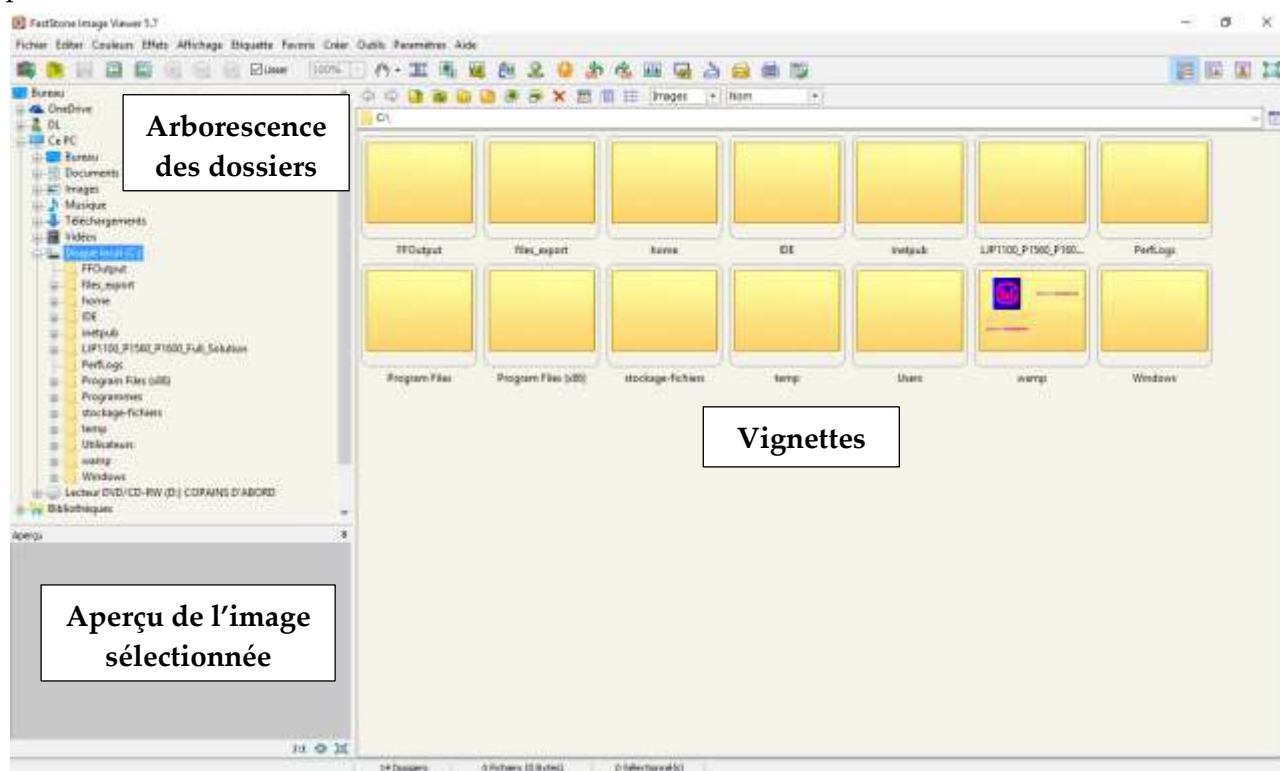 FastStone Image Viewer 5.7
Fichier Editer Couleurs Effets Affichage Etiquette Favoris Créer Outils Paramètres Aide
Lisser 100%
Bureau
OneDrive
DL
Ce PC
Bureau
Documents
Images
Musique
Téléchargements
Vidéos
Disque local (C:)
FFOutput
files_export
home
IDE
inetpub
LJP1100_P1560_P1600_Full_Solution
PerfLogs
Program Files (x86)
Programmes
stockage-fichiers
temp
Utilisateurs
wamp
Windows
Lecteur DVD/CD-RW (D:) COPAINS D'ABORD
Bibliothèques
Arborescence
des dossiers
Images Nom
C:\
FFOutput files_export home IDE inetpub LJP1100_P1560_P160... PerfLogs
Program Files Program Files (x86) stockage-fichiers temp Users wamp Windows
Vignettes
Aperçu
Aperçu de l'image
sélectionnée
1:1
14 Dossiers 0 Fichiers (0 Bytes) 0 Sélectionné(s)